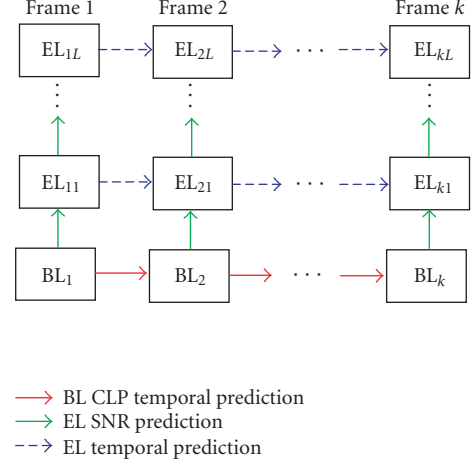 Frame 1 Frame 2 Frame k
EL1L EL2L · · · ELkL
EL11 EL21 · · · ELk1
BL1 BL2 · · · BLk
BL CLP temporal prediction
EL SNR prediction
EL temporal prediction